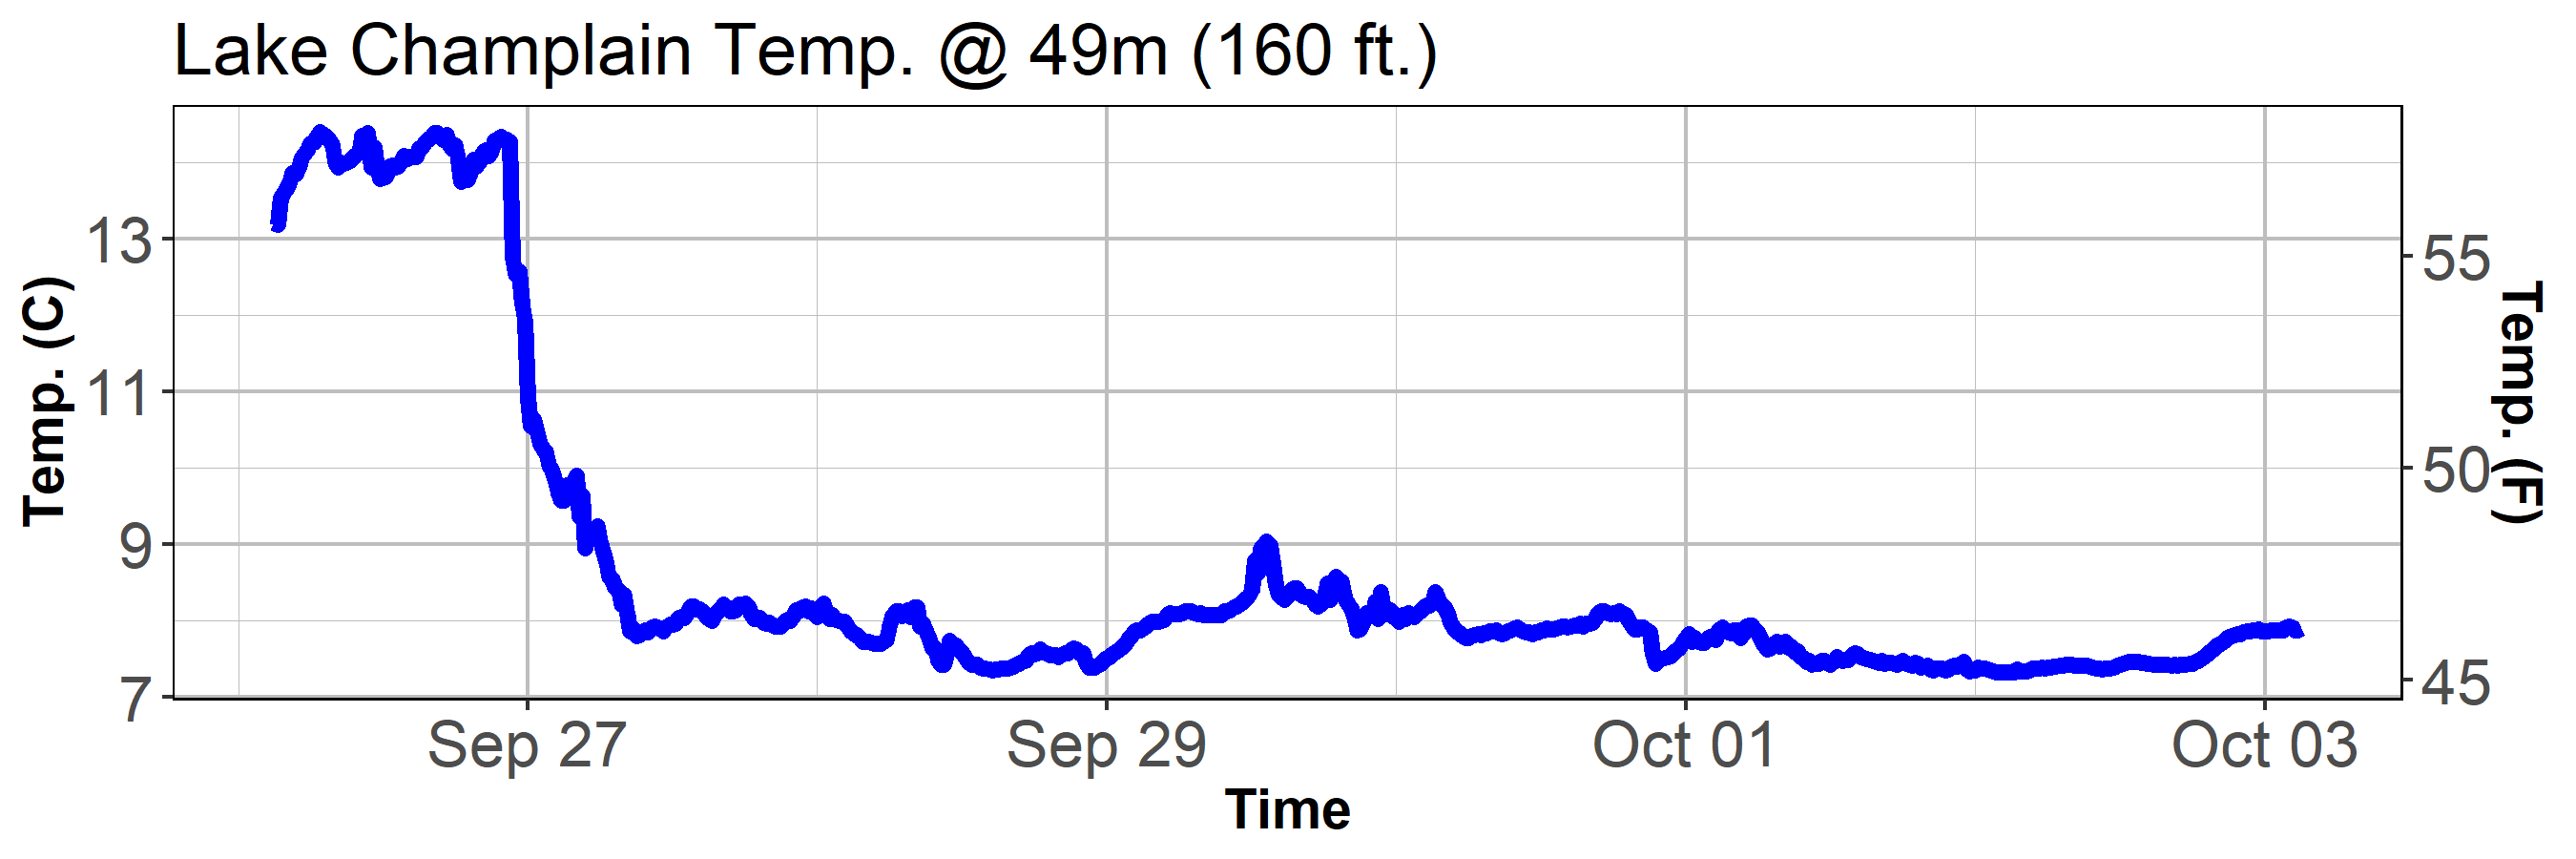 Lake Champlain Temp. @ 49m (160 ft.)
Temp. (C)
13
11
9
7
55
50
45
Temp. (F)
Sep 27
Sep 29
Oct 01
Oct 03
Time